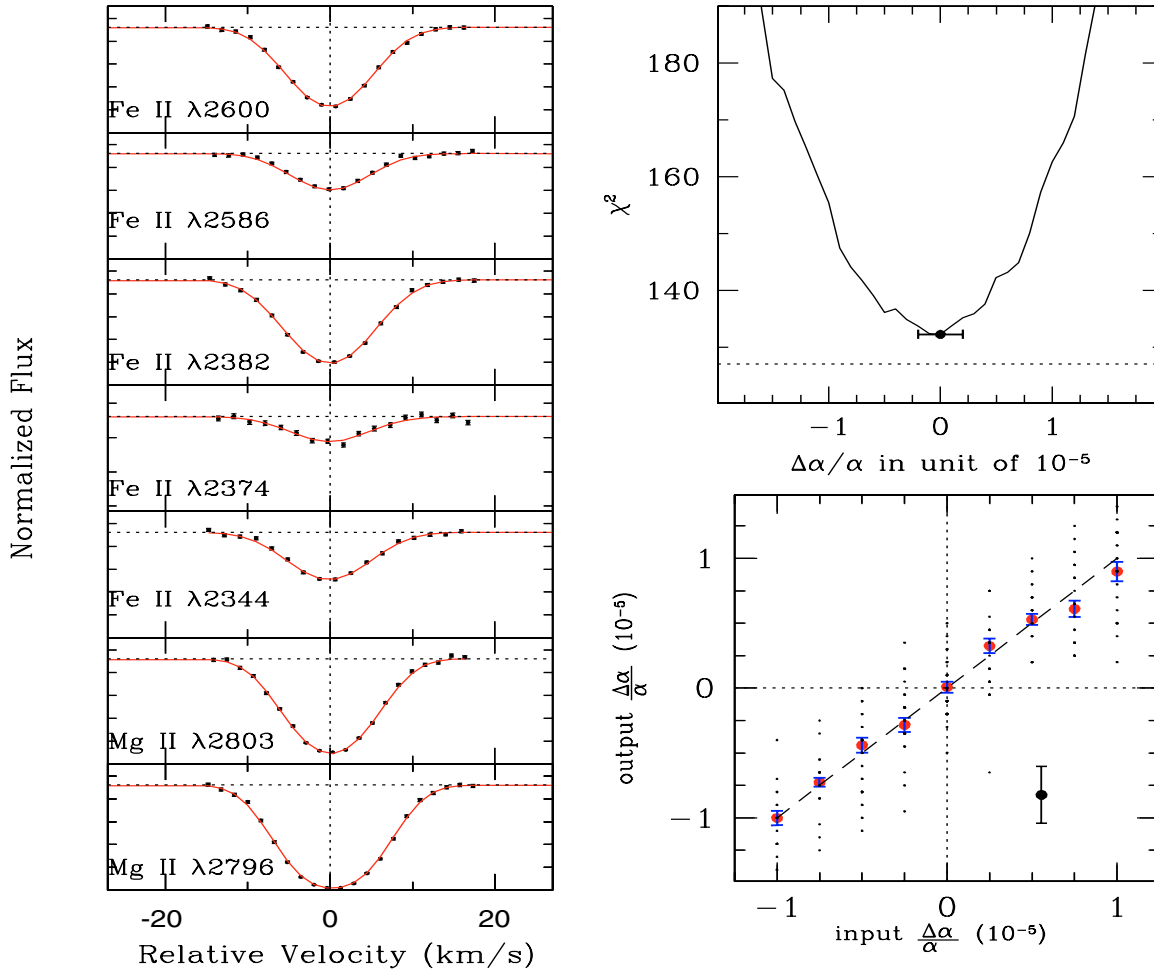 Normalized Flux
Fe II λ2600
Fe II λ2586
Fe II λ2382
Fe II λ2374
Fe II λ2344
Mg II λ2803
Mg II λ2796
-20 0 20
Relative Velocity (km/s)
χ²
180
160
140
−1 0 1
Δα/α in unit of 10⁻⁵
output Δα/α (10⁻⁵)
1
0
−1
−1 0 1
input Δα/α (10⁻⁵)